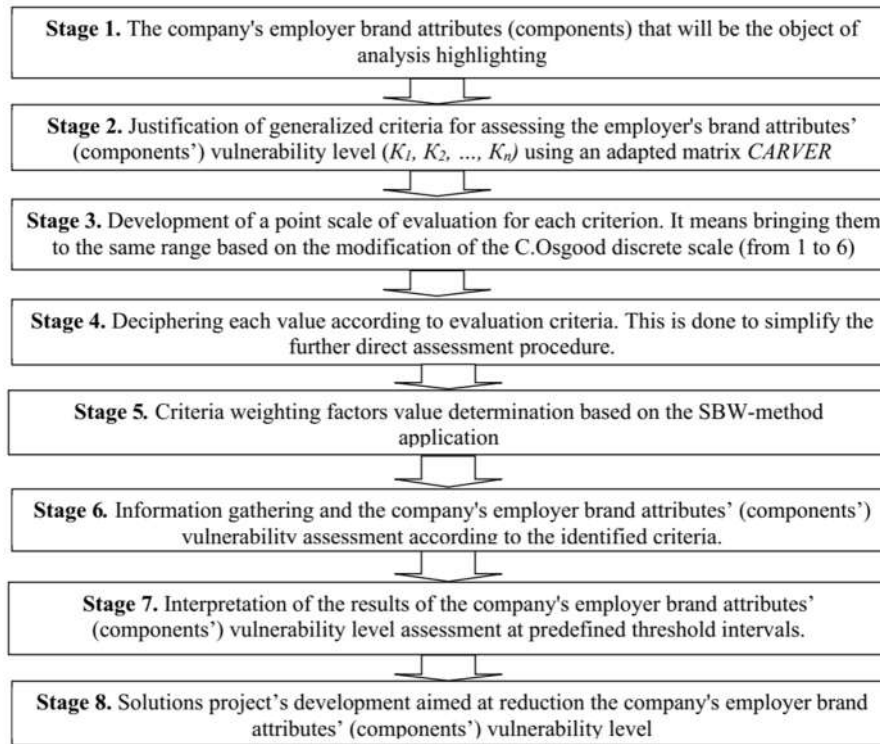 Stage 1. The company's employer brand attributes (components) that will be the object of
analysis highlighting
Stage 2. Justification of generalized criteria for assessing the employer's brand attributes’
(components’) vulnerability level (K1, K2, ..., Kn) using an adapted matrix CARVER
Stage 3. Development of a point scale of evaluation for each criterion. It means bringing them
to the same range based on the modification of the C.Osgood discrete scale (from 1 to 6)
Stage 4. Deciphering each value according to evaluation criteria. This is done to simplify the
further direct assessment procedure.
Stage 5. Criteria weighting factors value determination based on the SBW-method
application
Stage 6. Information gathering and the company's employer brand attributes’ (components’)
vulnerability assessment according to the identified criteria.
Stage 7. Interpretation of the results of the company's employer brand attributes’
(components’) vulnerability level assessment at predefined threshold intervals.
Stage 8. Solutions project’s development aimed at reduction the company's employer brand
attributes’ (components’) vulnerability level